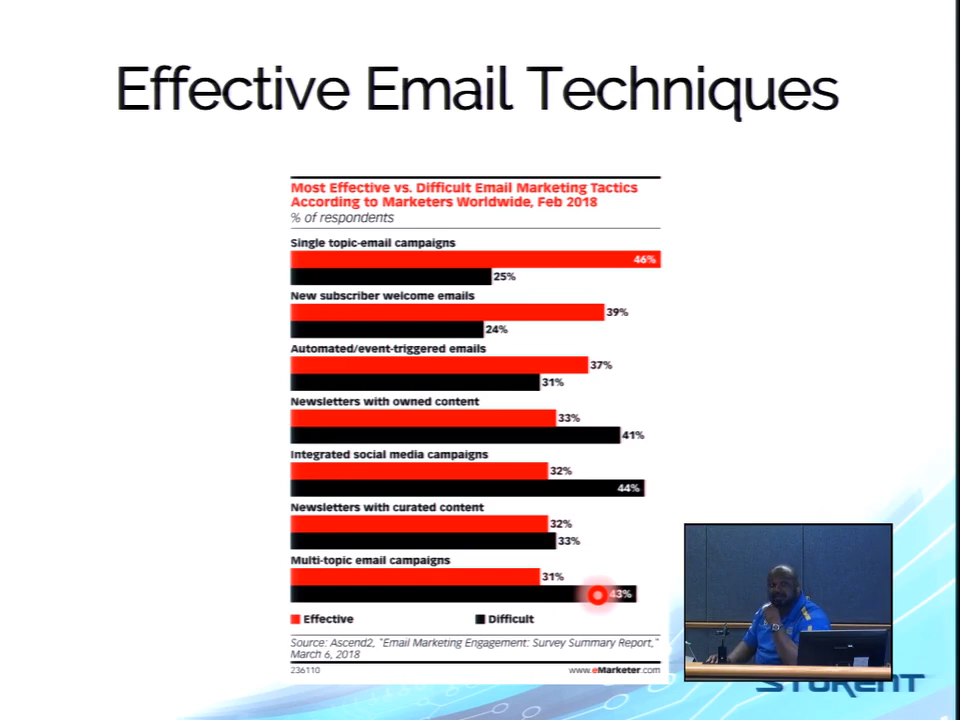 Effective Email Techniques
Most Effective vs. Difficult Email Marketing Tactics
According to Marketers Worldwide, Feb 2018
% of respondents
Single topic-email campaigns
46%
25%
New subscriber welcome emails
39%
24%
Automated/event-triggered emails
37%
31%
Newsletters with owned content
33%
41%
Integrated social media campaigns
32%
44%
Newsletters with curated content
32%
33%
Multi-topic email campaigns
31%
43%
Effective Difficult
Source: Ascend2, "Email Marketing Engagement: Survey Summary Report,"
March 6, 2018
236110 www.eMarketer.com
STUKENT